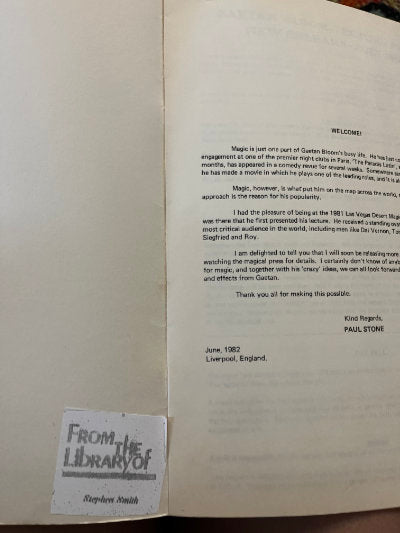 WELCOME!
Magic is just one part of Gaetan Bloom's busy life. He has just
engagement at one of the premier night clubs in Paris, 'The Paradis Latin',
months, has appeared in a comedy revue for several weeks. Somewhere
he has made a movie in which he plays one of the leading roles, and it is
Magic, however, is what put him on the map across the world,
approach is the reason for his popularity.
I had the pleasure of being at the 1981 Las Vegas Desert Magic
was there that he first presented his lecture. He received a standing
most critical audience in the world, including men like Dai Vernon,
Siegfried and Roy.
I am delighted to tell you that I will soon be releasing more
watching the magical press for details. I certainly don't know of
for magic, and together with his 'crazy' ideas, we can all look forward
and effects from Gaetan.
Thank you all for making this possible.
Kind Regards,
PAUL STONE
June, 1982
Liverpool, England.
FROM THE
LIBRARY of
Stephen Smith